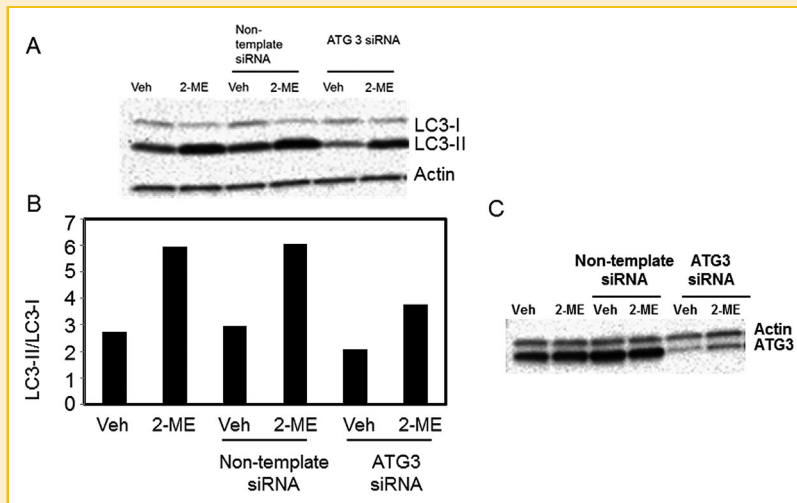 A
Non-
template
siRNA
ATG 3 siRNA
Veh 2-ME Veh 2-ME Veh 2-ME
LC3-I
LC3-II
Actin
B
LC3-II/LC3-I
7
6
5
4
3
2
1
0
Veh 2-ME Veh 2-ME Veh 2-ME
Non-template
siRNA
ATG3
siRNA
C
Non-template
siRNA
ATG3
siRNA
Veh 2-ME Veh 2-ME Veh 2-ME
Actin
ATG3